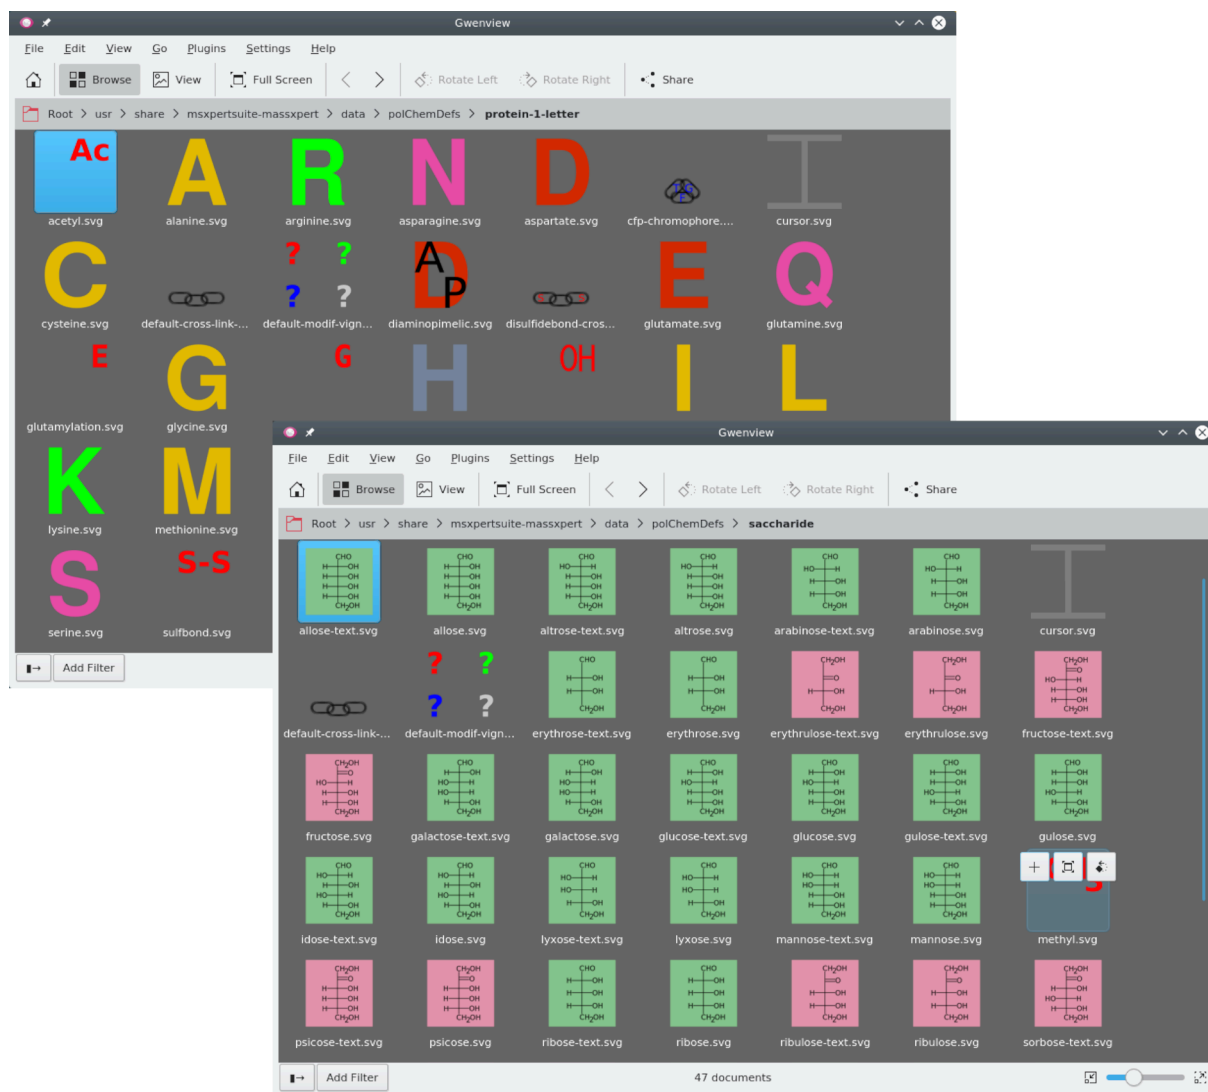 Gwenview
File Edit View Go Plugins Settings Help
Browse View Full Screen Rotate Left Rotate Right Share
Root > usr > share > msxpertsuite-massxpert > data > polChemDefs > protein-1-letter
Ac A R N D
acetyl.svg alanine.svg arginine.svg asparagine.svg aspartate.svg cfp-chromophore.... cursor.svg
C ? ? ? ? D A P E Q
cysteine.svg default-cross-link-... default-modif-vign... diaminopimelic.svg disulfidebond-cros... glutamate.svg glutamine.svg
E G G H OH I L
glutamylation.svg glycine.svg
K M
lysine.svg methionine.svg
S S-S
serine.svg sulfbond.svg
Add Filter
Gwenview
File Edit View Go Plugins Settings Help
Browse View Full Screen Rotate Left Rotate Right Share
Root > usr > share > msxpertsuite-massxpert > data > polChemDefs > saccharide
allose-text.svg allose.svg altrose-text.svg altrose.svg arabinose-text.svg arabinose.svg cursor.svg
? ? ? ?
default-cross-link-... default-modif-vign... erythrose-text.svg erythrose.svg erythrulose-text.svg erythrulose.svg fructose-text.svg
fructose.svg galactose-text.svg galactose.svg glucose-text.svg glucose.svg gulose-text.svg gulose.svg
idose-text.svg idose.svg lyxose-text.svg lyxose.svg mannose-text.svg mannose.svg methyl.svg
psicose-text.svg psicose.svg ribose-text.svg ribose.svg ribulose-text.svg ribulose.svg sorbose-text.svg
Add Filter 47 documents